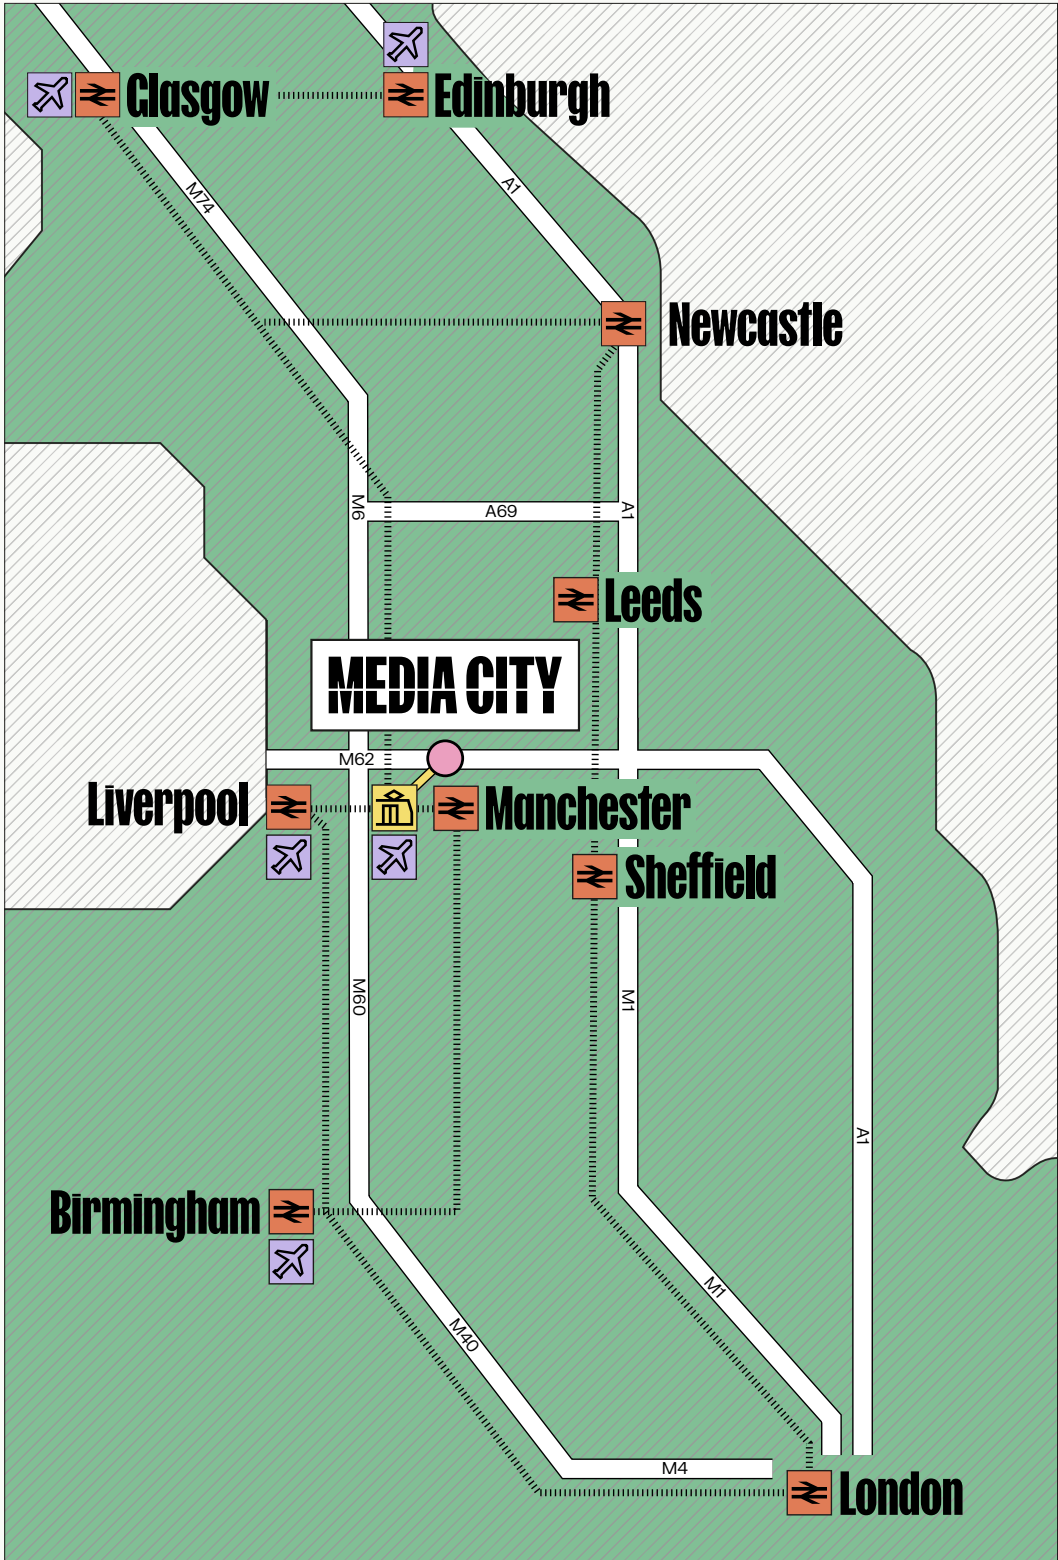 Glasgow
Edinburgh
M74
A1
Newcastle
M6
A69
A1
Leeds
MEDIA CITY
M62
Liverpool
Manchester
Sheffield
M60
M1
A1
Birmingham
M1
M40
M4
London